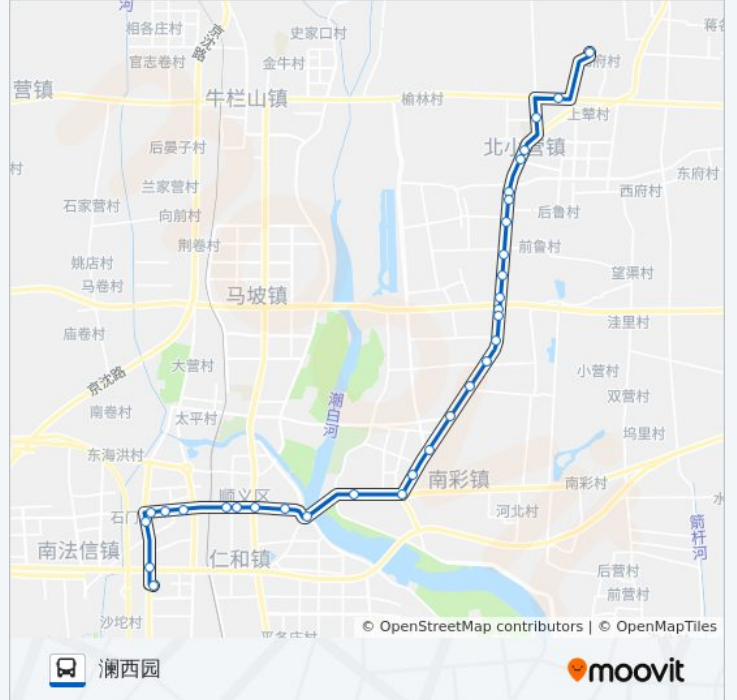 河
相各庄村
京沈路
史家口村
蒋各
官志卷村
金牛村
府村
营镇
牛栏山镇
榆林村
上辇村
后晏子村
北小营镇
村
东府村
兰家营村
西府村
石家营村
向前村
后鲁村
荆卷村
前鲁村
姚店村
望渠村
马卷村
马坡镇
洼里村
庙卷村
大营村
小营村
京沈路
双营村
南卷村
太平村
潮白河
坞里村
东海洪村
南彩镇
南彩村
顺义区
水
石门
河北村
箭杆河
南法信镇
仁和镇
后营村
前营村
沙坨村
平各庄村
© OpenStreetMap contributors | © OpenMapTiles
澜西园
moovit